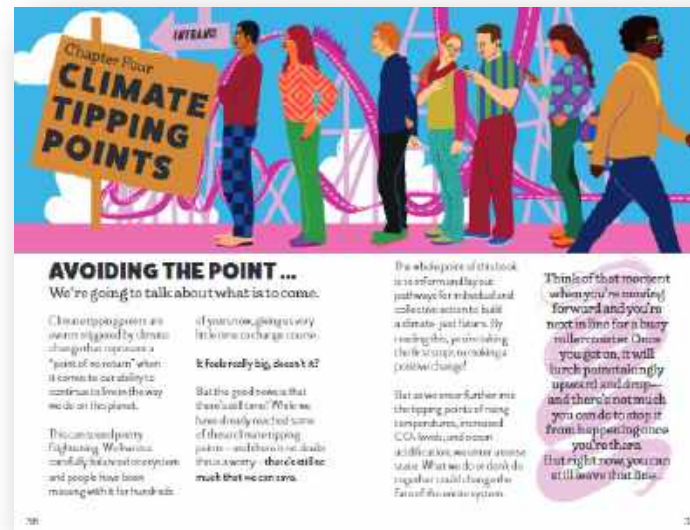 ENTRANCE
Chapter Four
CLIMATE
TIPPING
POINTS
AVOIDING THE POINT ...
We're going to talk about what is to come.
Climate tipping points are
events triggered by climate
change that represent a
"point of no return" when
it comes to our ability to
continue to live in the way
we do on this planet.
This can sound pretty
frightening. We live in a
carefully balanced ecosystem
and people have been
messing with it for hundreds
of years now, giving us very
little time to change course.
It feels really big, doesn't it?
But the good news is that
there's still time! While we
have already reached some
of these climate tipping
points—and there is no doubt
this is a worry—there's still so
much that we can save.
The whole point of this book
is to inform and lay out
pathways for individual and
collective action to build
a climate-just future. By
reading this, you're taking
the first step to making a
positive change!
But as we enter further into
the tipping points of rising
temperatures, increased
CO₂ levels, and ocean
acidification, we enter a worse
state. What we do or don't do
together could change the
fate of the entire system.
Think of that moment
when you're moving
forward and you're
next in line for a busy
rollercoaster. Once
you get on, it will
lurch painstakingly
upward and drop—
and there's not much
you can do to stop it
from happening once
you're there.
But right now, you can
still leave that line.